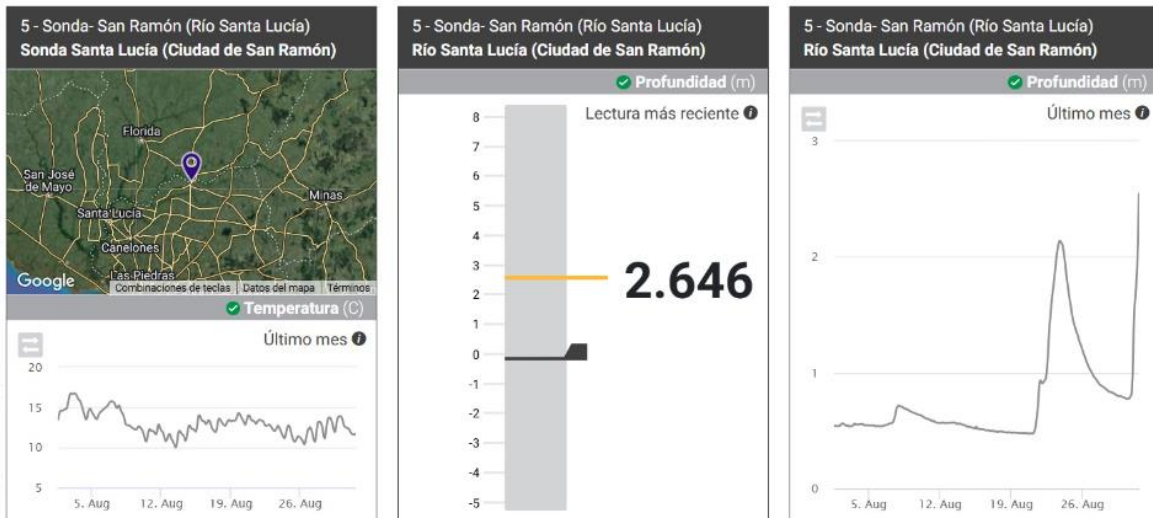 5 - Sonda- San Ramón (Río Santa Lucía)
Sonda Santa Lucía (Ciudad de San Ramón)
Florida
San José
de Mayo
Minas
Santa Lucía
Canelones
Las Piedras
Google
Combinaciones de teclas
Datos del mapa
Términos
Temperatura (C)
Último mes
20
15
10
5
5. Aug
12. Aug
19. Aug
26. Aug
5 - Sonda- San Ramón (Río Santa Lucía)
Río Santa Lucía (Ciudad de San Ramón)
Profundidad (m)
Lectura más reciente
8
7
6
5
4
3
2
1
0
-1
-2
-3
-4
-5
2.646
5 - Sonda- San Ramón (Río Santa Lucía)
Río Santa Lucía (Ciudad de San Ramón)
Profundidad (m)
Último mes
3
2
1
0
5. Aug
12. Aug
19. Aug
26. Aug